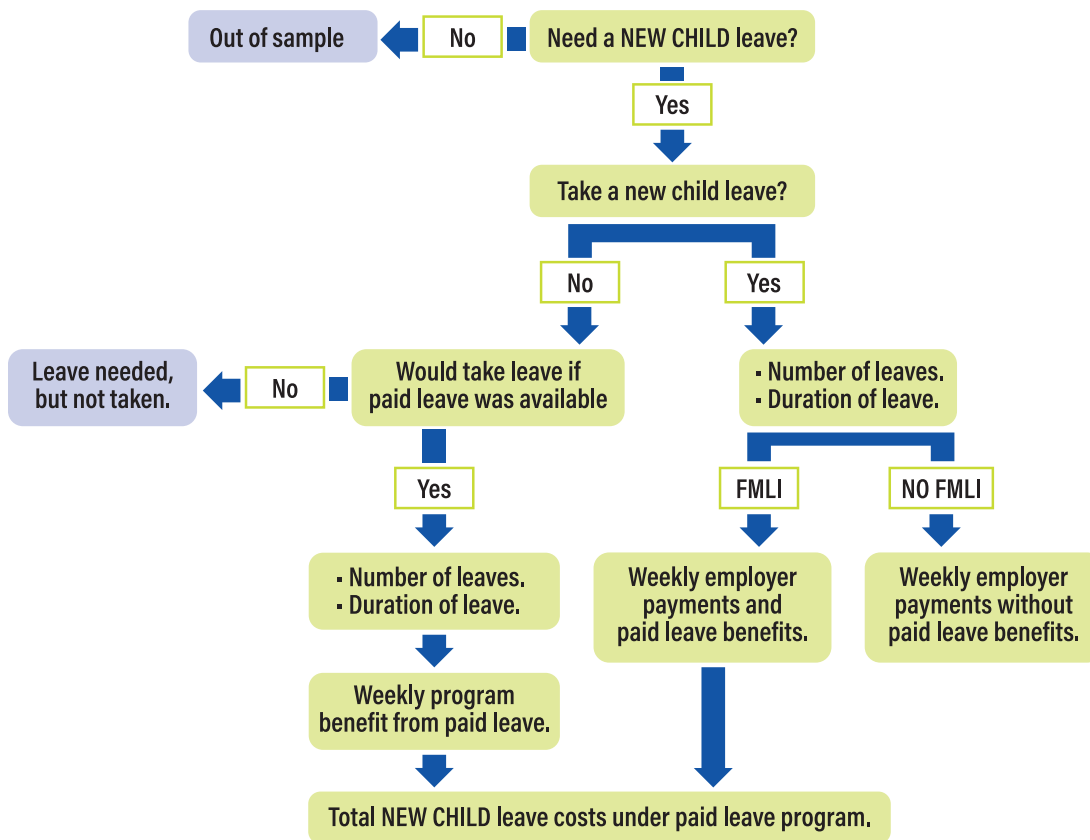 Out of sample
No
Need a NEW CHILD leave?
Yes
Take a new child leave?
No
Yes
Leave needed,
but not taken.
No
Would take leave if
paid leave was available
- Number of leaves.
- Duration of leave.
Yes
FMLI
NO FMLI
- Number of leaves.
- Duration of leave.
Weekly employer
payments and
paid leave benefits.
Weekly employer
payments without
paid leave benefits.
Weekly program
benefit from paid leave.
Total NEW CHILD leave costs under paid leave program.